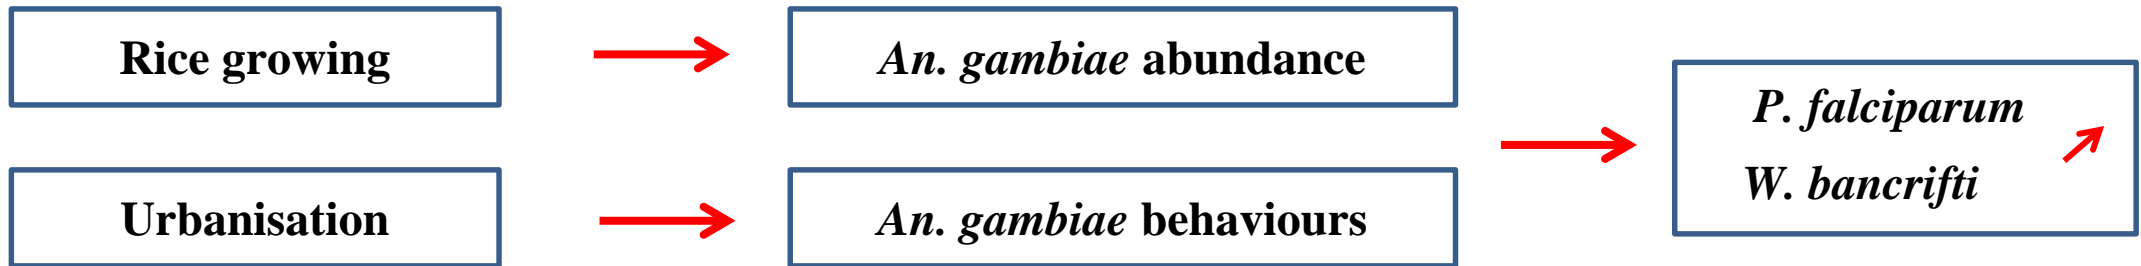 Rice growing
An. gambiae abundance
P. falciparum
W. bancrifti
Urbanisation
An. gambiae behaviours